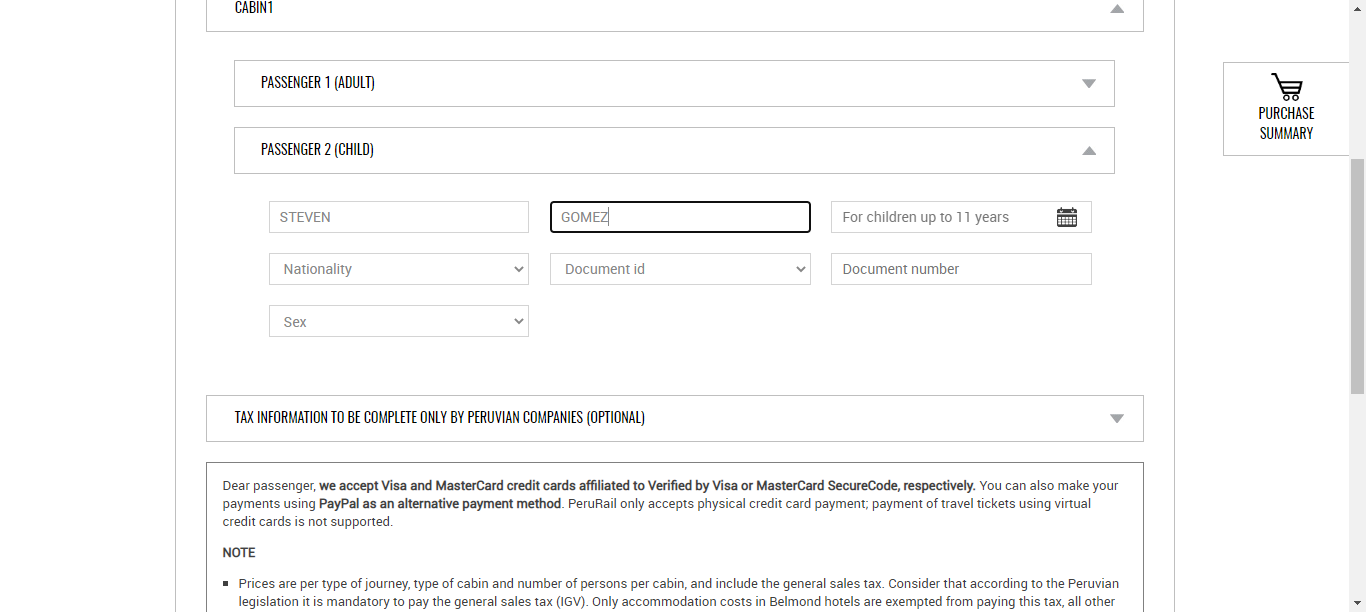 CABIN1
PASSENGER 1 (ADULT)
PURCHASE
SUMMARY
PASSENGER 2 (CHILD)
STEVEN
GOMEZ
For children up to 11 years
Nationality
Document id
Document number
Sex
TAX INFORMATION TO BE COMPLETE ONLY BY PERUVIAN COMPANIES (OPTIONAL)
Dear passenger, we accept Visa and MasterCard credit cards affiliated to Verified by Visa or MasterCard SecureCode, respectively. You can also make your
payments using PayPal as an alternative payment method. PeruRail only accepts physical credit card payment; payment of travel tickets using virtual
credit cards is not supported.
NOTE
Prices are per type of journey, type of cabin and number of persons per cabin, and include the general sales tax. Consider that according to the Peruvian
legislation it is mandatory to pay the general sales tax (IGV). Only accommodation costs in Belmond hotels are exempted from paying this tax, all other